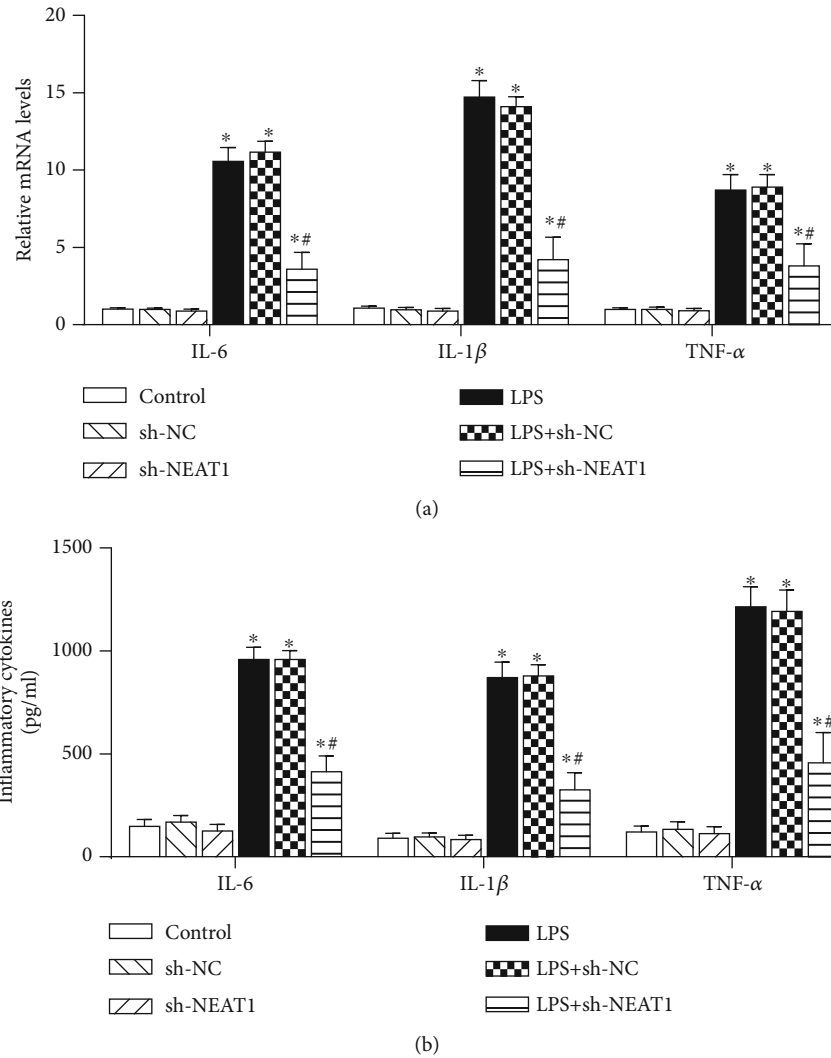 20
15
10
5
0
Relative mRNA levels
* * *# * * *# * * *#
IL-6 IL-1β TNF-α
Control LPS
sh-NC LPS+sh-NC
sh-NEAT1 LPS+sh-NEAT1
(a)
1500
1000
500
0
Inflammatory cytokines
(pg/ml)
* * *# * * *# * * *#
IL-6 IL-1β TNF-α
Control LPS
sh-NC LPS+sh-NC
sh-NEAT1 LPS+sh-NEAT1
(b)